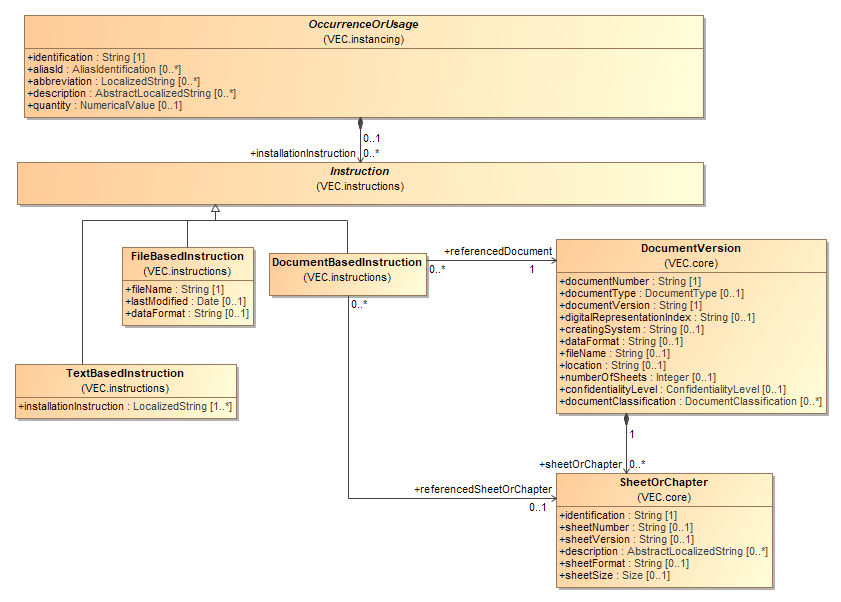 OccurrenceOrUsage
(VEC.instancing)
+identification : String [1]
+aliasId : AliasIdentification [0..*]
+abbreviation : LocalizedString [0..*]
+description : AbstractLocalizedString [0..*]
+quantity : NumericalValue [0..1]
0..1
+installationInstruction 0..*
Instruction
(VEC.instructions)
FileBasedInstruction
(VEC.instructions)
+fileName : String [1]
+lastModified : Date [0..1]
+dataFormat : String [0..1]
DocumentBasedInstruction
(VEC.instructions)
+referencedDocument
0..*
1
0..*
DocumentVersion
(VEC.core)
+documentNumber : String [1]
+documentType : DocumentType [0..1]
+documentVersion : String [1]
+digitalRepresentationIndex : String [0..1]
+creatingSystem : String [0..1]
+dataFormat : String [0..1]
+fileName : String [0..1]
+location : String [0..1]
+numberOfSheets : Integer [0..1]
+confidentialityLevel : ConfidentialityLevel [0..1]
+documentClassification : DocumentClassification [0..*]
TextBasedInstruction
(VEC.instructions)
+installationInstruction : LocalizedString [1..*]
1
+sheetOrChapter 0..*
+referencedSheetOrChapter
0..1
SheetOrChapter
(VEC.core)
+identification : String [1]
+sheetNumber : String [0..1]
+sheetVersion : String [0..1]
+description : AbstractLocalizedString [0..*]
+sheetFormat : String [0..1]
+sheetSize : Size [0..1]